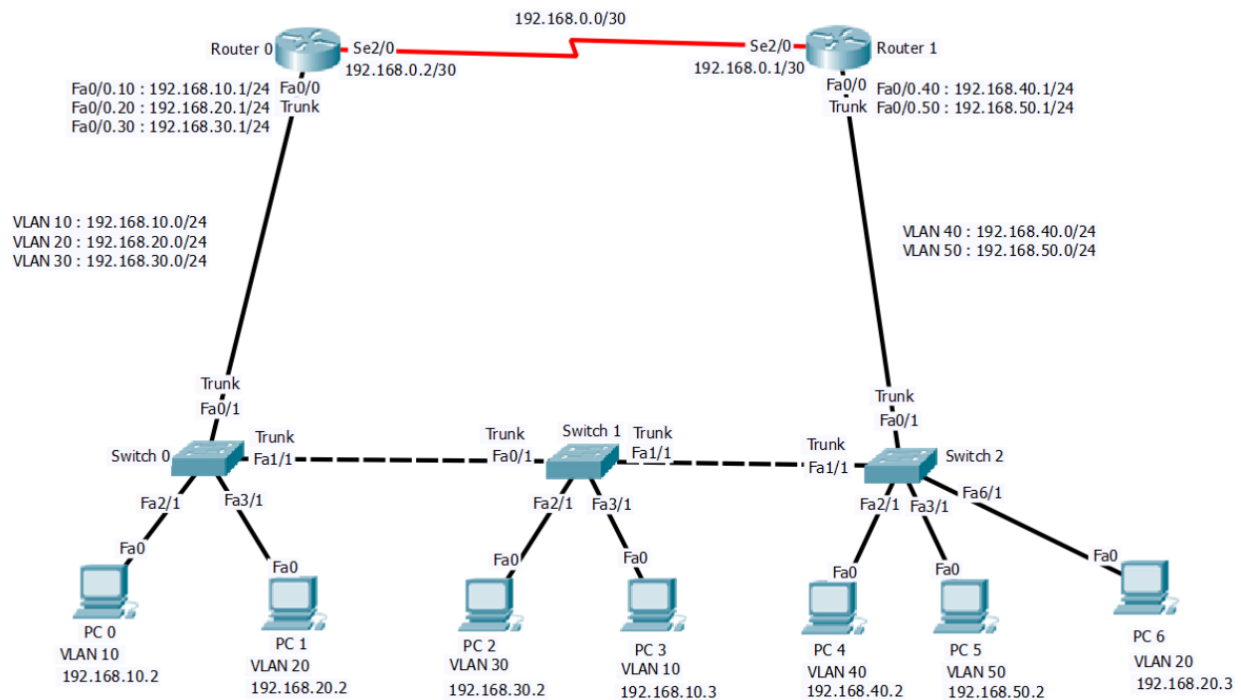 192.168.0.0/30
Router 0
Se2/0
Se2/0
Router 1
192.168.0.2/30
192.168.0.1/30
Fa0/0
Trunk
Fa0/0.10 : 192.168.10.1/24
Fa0/0.20 : 192.168.20.1/24
Fa0/0.30 : 192.168.30.1/24
Fa0/0
Trunk
Fa0/0.40 : 192.168.40.1/24
Fa0/0.50 : 192.168.50.1/24
VLAN 10 : 192.168.10.0/24
VLAN 20 : 192.168.20.0/24
VLAN 30 : 192.168.30.0/24
VLAN 40 : 192.168.40.0/24
VLAN 50 : 192.168.50.0/24
Trunk
Fa0/1
Switch 0
Trunk
Fa1/1
Trunk
Fa0/1
Switch 1
Trunk
Fa1/1
Trunk
Fa1/1
Trunk
Fa0/1
Switch 2
Fa2/1
Fa3/1
Fa2/1
Fa3/1
Fa2/1
Fa3/1
Fa6/1
Fa0
Fa0
Fa0
Fa0
Fa0
Fa0
Fa0
PC 0
VLAN 10
192.168.10.2
PC 1
VLAN 20
192.168.20.2
PC 2
VLAN 30
192.168.30.2
PC 3
VLAN 10
192.168.10.3
PC 4
VLAN 40
192.168.40.2
PC 5
VLAN 50
192.168.50.2
PC 6
VLAN 20
192.168.20.3